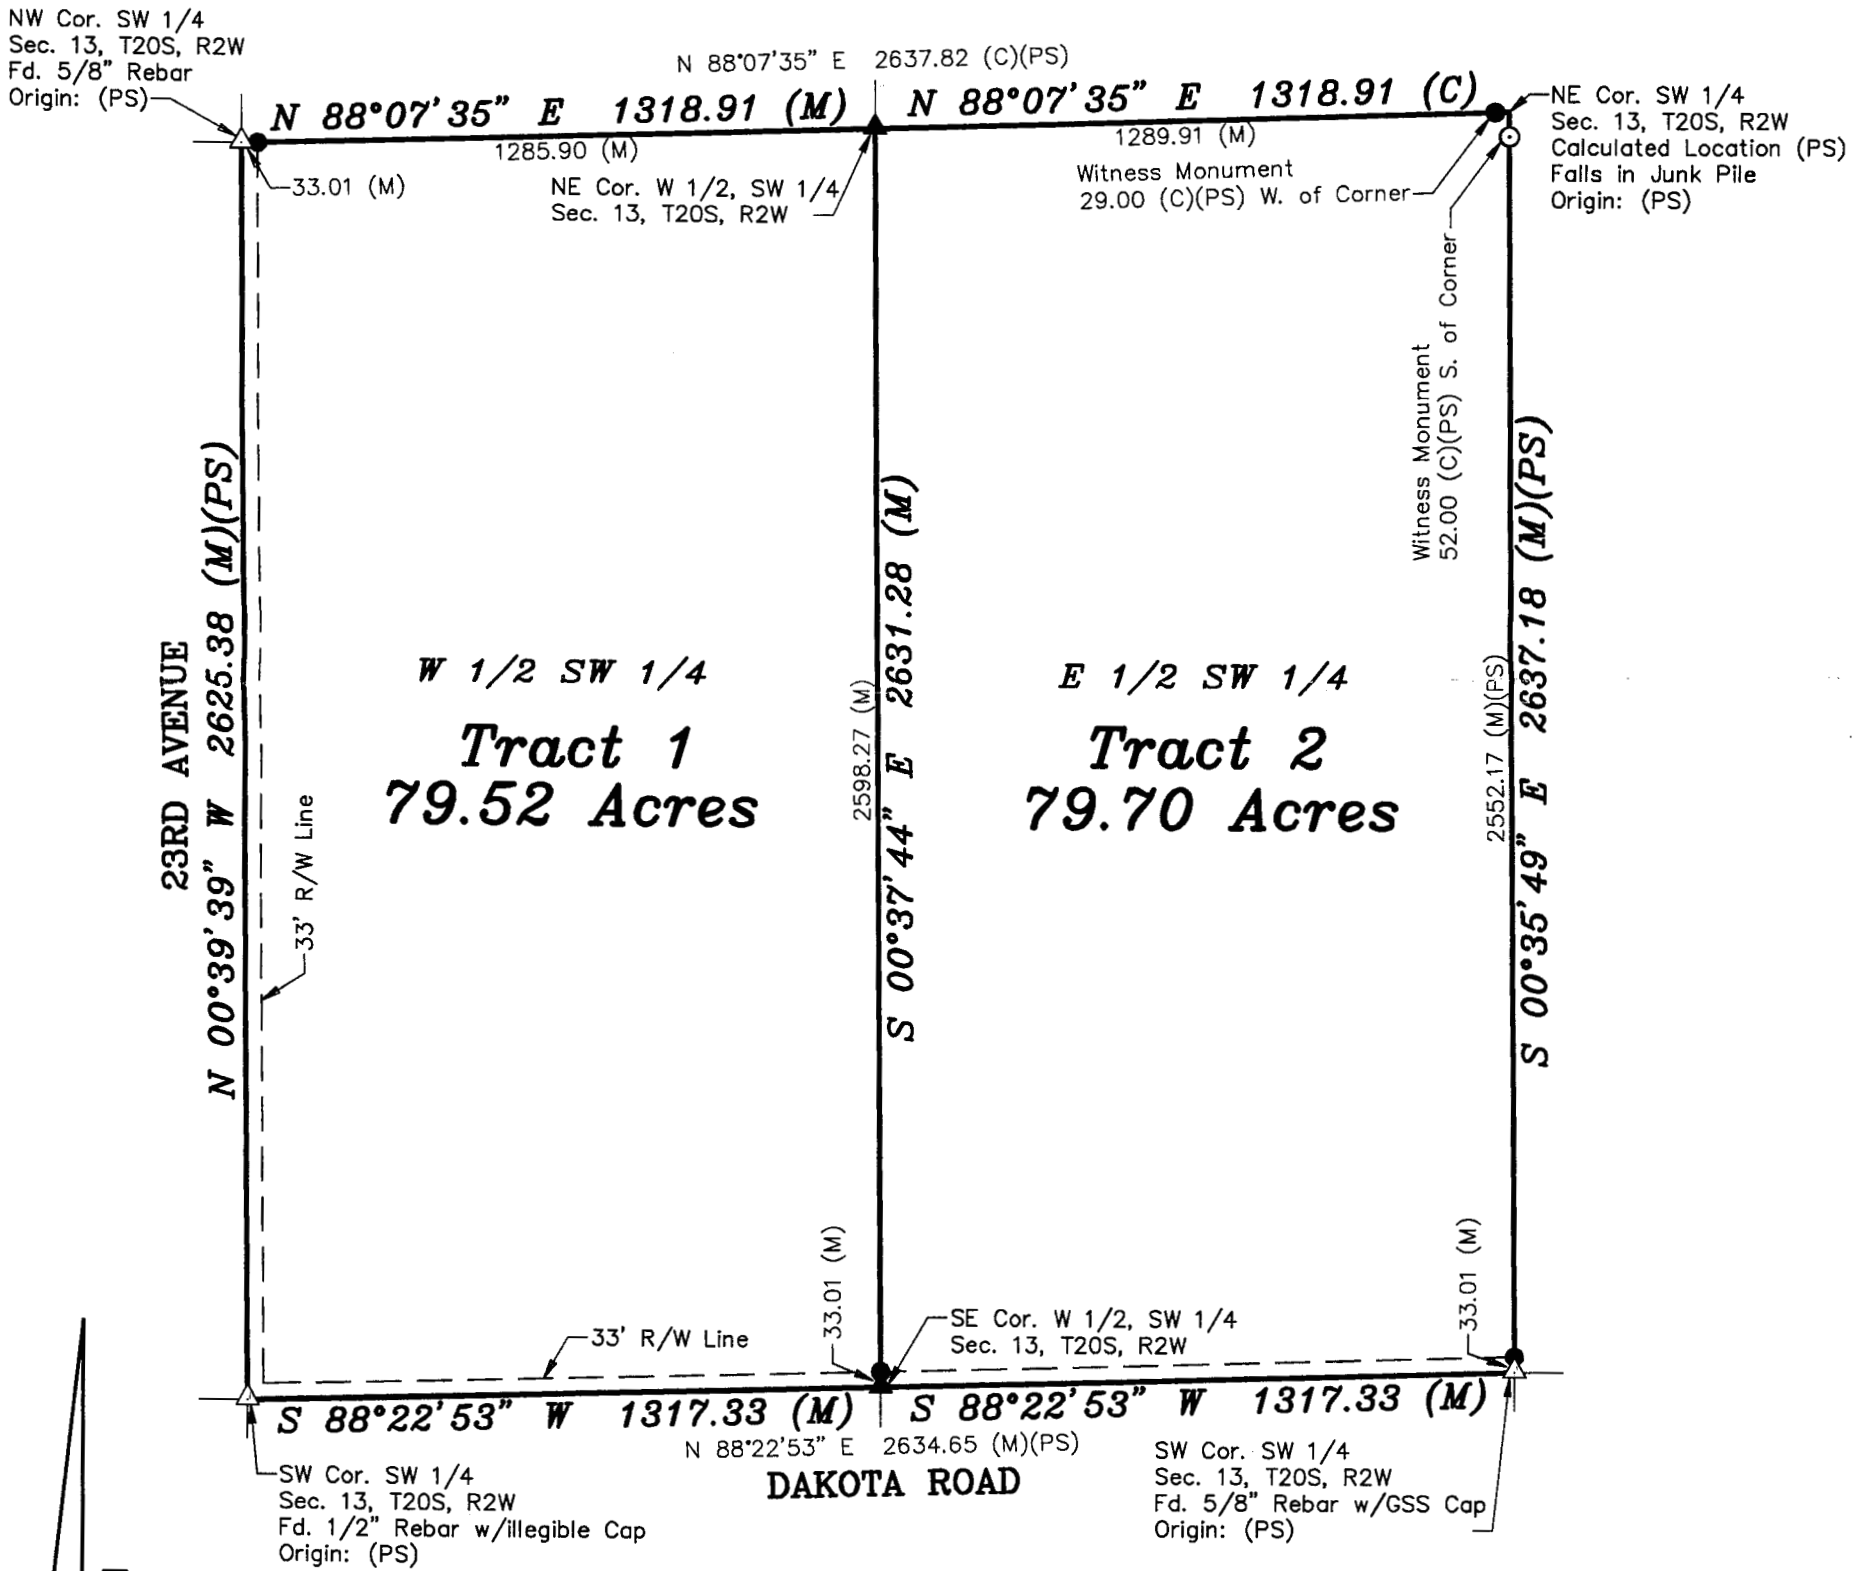 NW Cor. SW 1/4
Sec. 13, T20S, R2W
Fd. 5/8" Rebar
Origin: (PS)
N 88°07'35" E 2637.82 (C)(PS)
N 88°07'35" E 1318.91 (M)
N 88°07'35" E 1318.91 (C)
1285.90 (M)
1289.91 (M)
33.01 (M)
NE Cor. W 1/2, SW 1/4
Sec. 13, T20S, R2W
Witness Monument
29.00 (C)(PS) W. of Corner
NE Cor. SW 1/4
Sec. 13, T20S, R2W
Calculated Location (PS)
Falls in Junk Pile
Origin: (PS)
Witness Monument
52.00 (C)(PS) S. of Corner
23RD AVENUE
N 00°39'39" W 2625.38 (M)(PS)
33' R/W Line
W 1/2 SW 1/4
Tract 1
79.52 Acres
2598.27 (M)
S 00°37'44" E 2631.28 (M)
E 1/2 SW 1/4
Tract 2
79.70 Acres
2552.17 (M)(PS)
S 00°35'49" E 2637.18 (M)(PS)
33.01 (M)
33.01 (M)
33' R/W Line
SE Cor. W 1/2, SW 1/4
Sec. 13, T20S, R2W
S 88°22'53" W 1317.33 (M)
S 88°22'53" W 1317.33 (M)
N 88°22'53" E 2634.65 (M)(PS)
DAKOTA ROAD
SW Cor. SW 1/4
Sec. 13, T20S, R2W
Fd. 1/2" Rebar w/illegible Cap
Origin: (PS)
SW Cor. SW 1/4
Sec. 13, T20S, R2W
Fd. 5/8" Rebar w/GSS Cap
Origin: (PS)